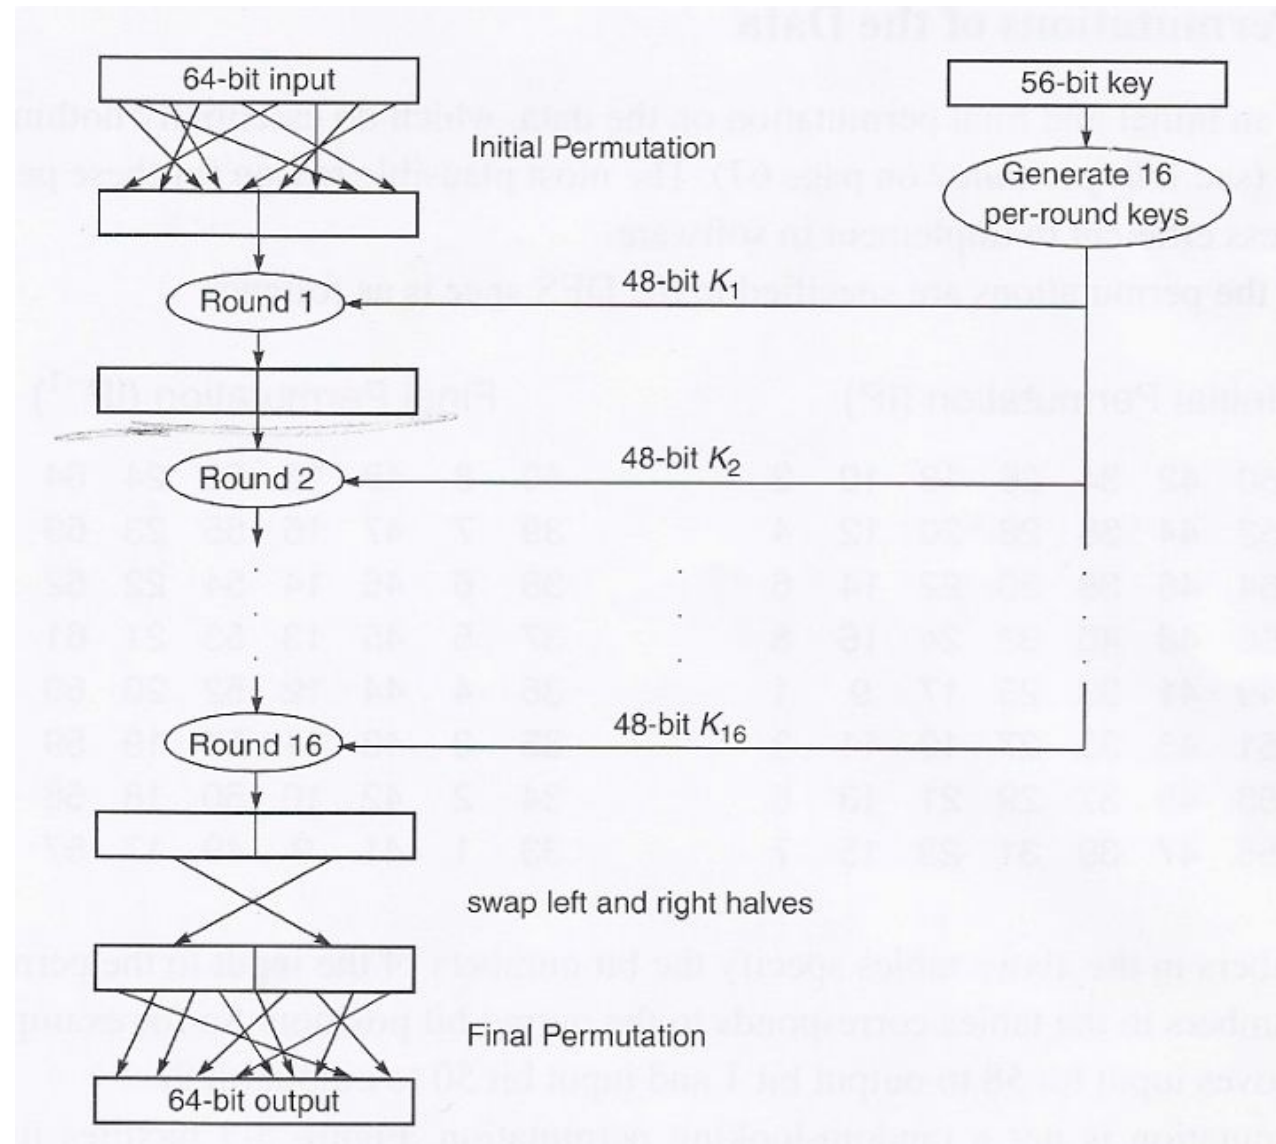 64-bit input
56-bit key
Initial Permutation
Generate 16
per-round keys
48-bit K1
Round 1
48-bit K2
Round 2
48-bit K16
Round 16
swap left and right halves
Final Permutation
64-bit output